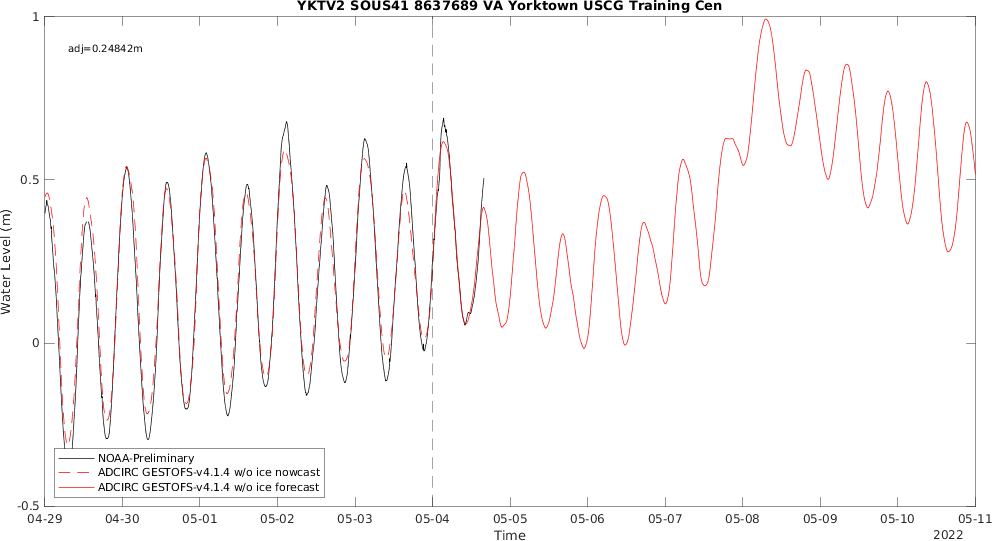 YKTV2 SOUS41 8637689 VA Yorktown USCG Training Cen
adj=0.24842m
Water Level (m)
1
0.5
0
-0.5
NOAA-Preliminary
ADCIRC GESTOFS-v4.1.4 w/o ice nowcast
ADCIRC GESTOFS-v4.1.4 w/o ice forecast
04-29 04-30 05-01 05-02 05-03 05-04 05-05 05-06 05-07 05-08 05-09 05-10 05-11
Time
2022